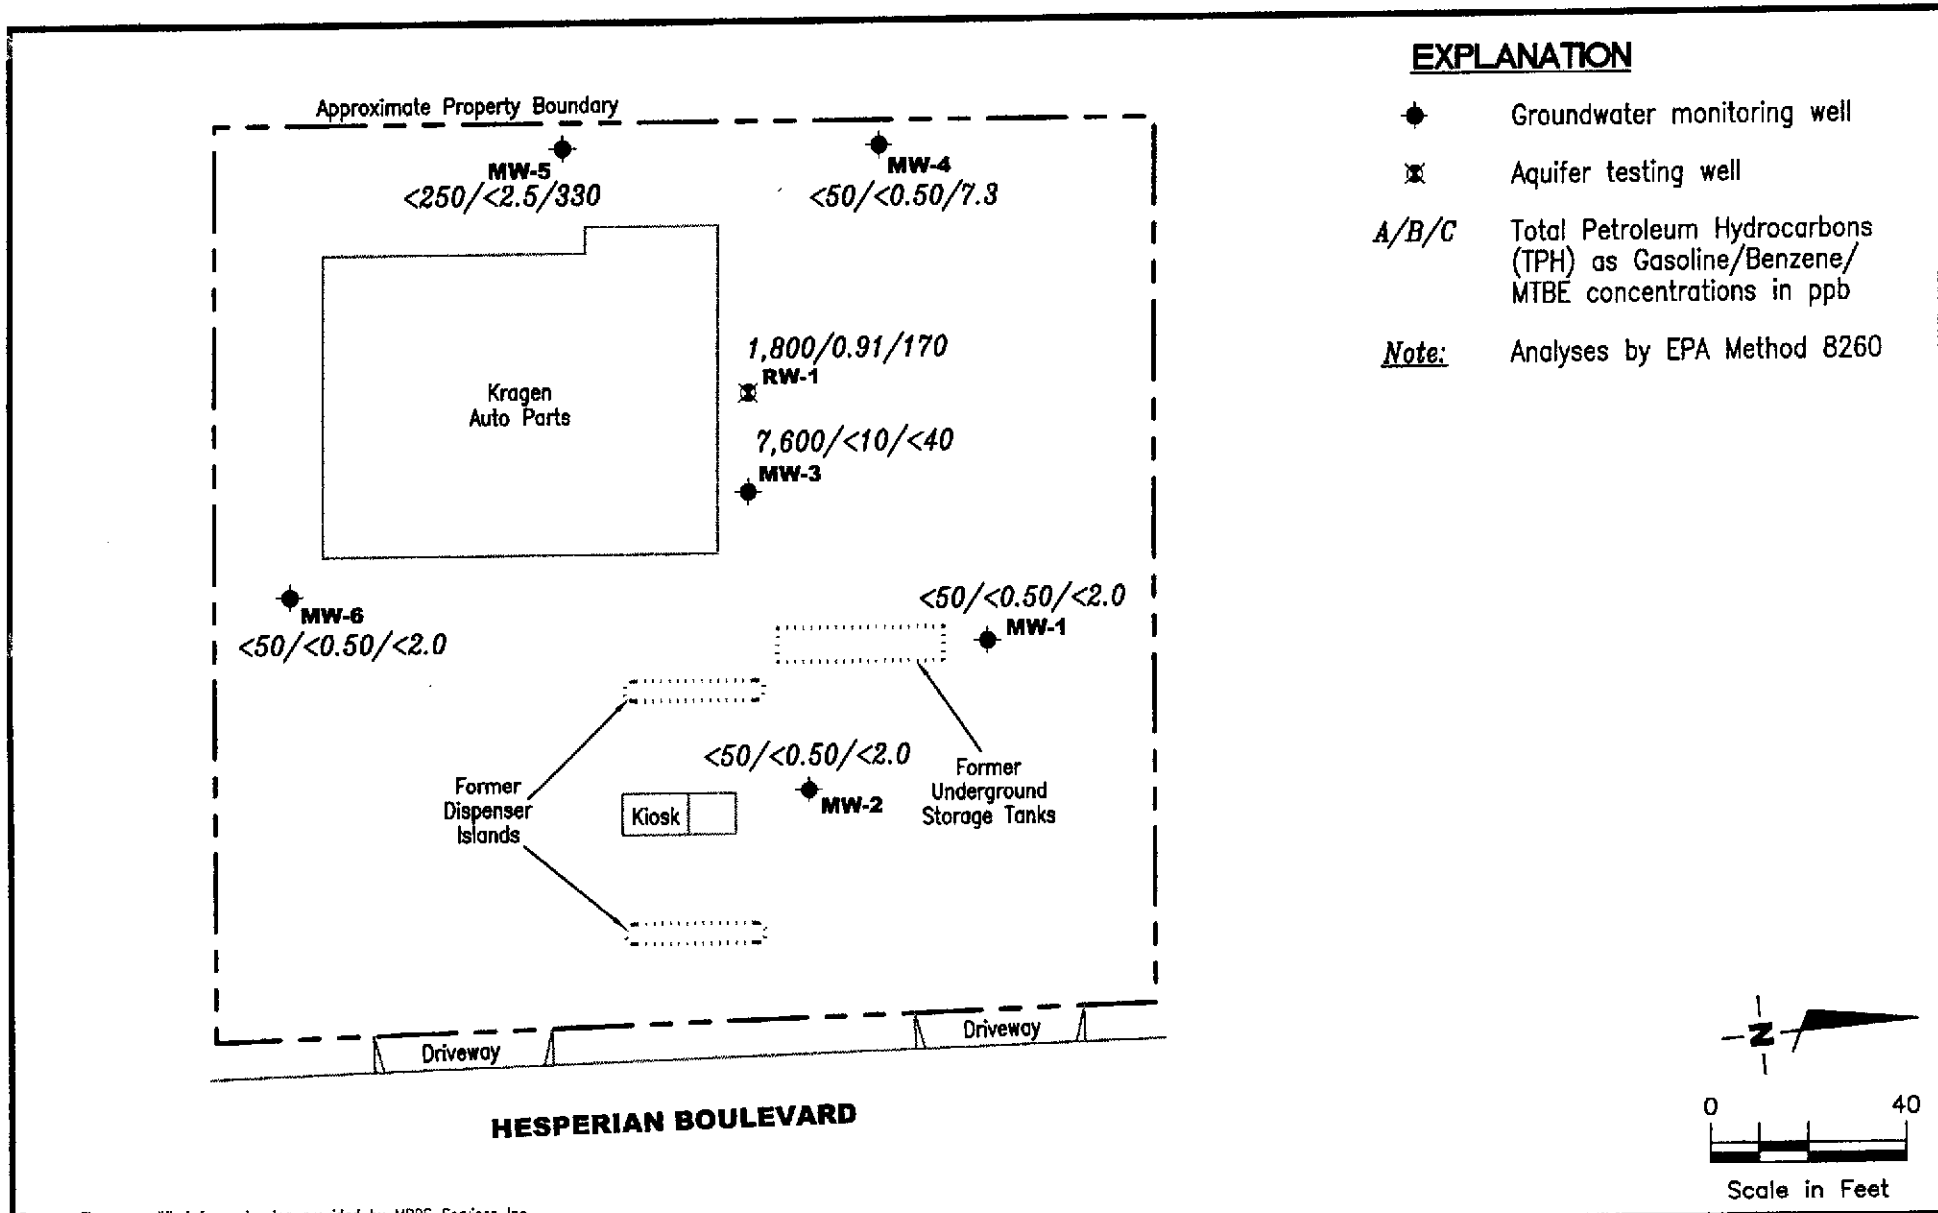 EXPLANATION
Groundwater monitoring well
Aquifer testing well
A/B/C Total Petroleum Hydrocarbons
(TPH) as Gasoline/Benzene/
MTBE concentrations in ppb
Note: Analyses by EPA Method 8260
Approximate Property Boundary
MW-5
<250/<2.5/330
MW-4
<50/<0.50/7.3
1,800/0.91/170
RW-1
Kragen
Auto Parts
7,600/<10/<40
MW-3
MW-6
<50/<0.50/<2.0
<50/<0.50/<2.0
MW-1
<50/<0.50/<2.0
MW-2
Former
Underground
Storage Tanks
Former
Dispenser
Islands
Kiosk
Driveway
Driveway
HESPERIAN BOULEVARD
N
0 40
Scale in Feet